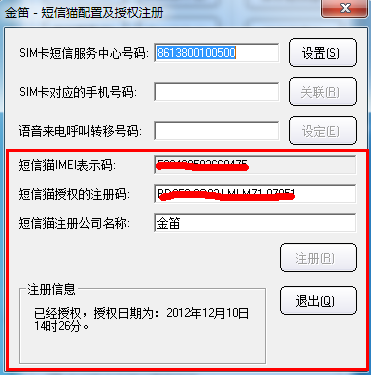 金笛 - 短信猫配置及授权注册
SIM卡短信服务中心号码: 8613800100500 设置(S)
SIM卡对应的手机号码: 关联(R)
语音来电呼叫转移号码: 设定(E)
短信猫IMEI表示码:
短信猫授权的注册码:
短信猫注册公司名称: 金笛
注册(R)
注册信息
已经授权，授权日期为：2012年12月10日
14时26分。
退出(Q)